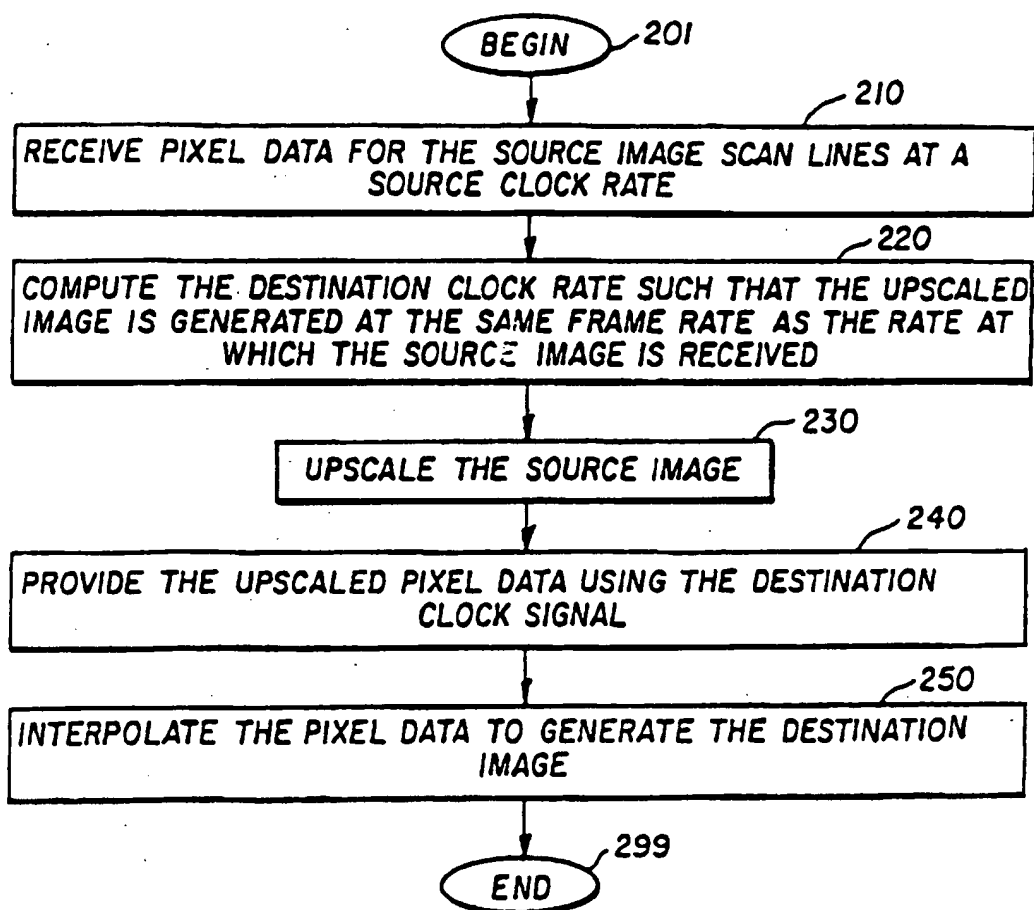 BEGIN
201
210
RECEIVE PIXEL DATA FOR THE SOURCE IMAGE SCAN LINES AT A
SOURCE CLOCK RATE
220
COMPUTE THE DESTINATION CLOCK RATE SUCH THAT THE UPSCALED
IMAGE IS GENERATED AT THE SAME FRAME RATE AS THE RATE AT
WHICH THE SOURCE IMAGE IS RECEIVED
230
UPSCALE THE SOURCE IMAGE
240
PROVIDE THE UPSCALED PIXEL DATA USING THE DESTINATION
CLOCK SIGNAL
250
INTERPOLATE THE PIXEL DATA TO GENERATE THE DESTINATION
IMAGE
299
END